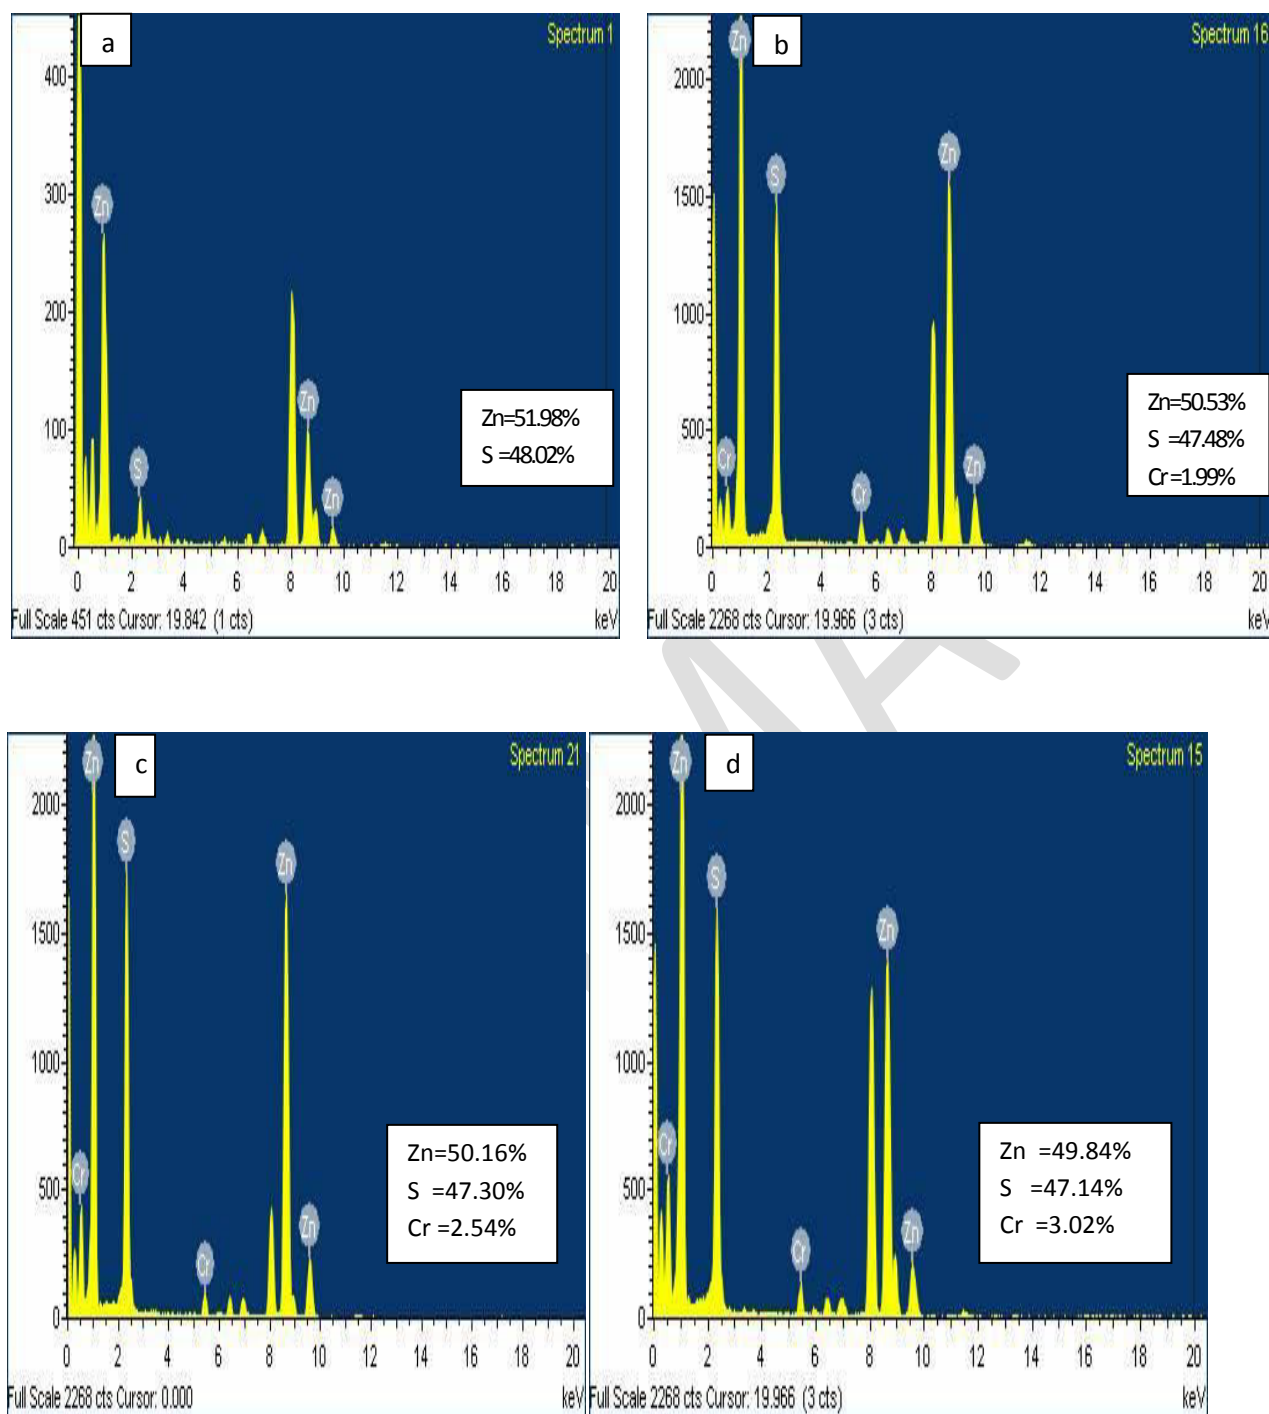 a
Spectrum 1
400
300
200
100
0
Zn
S
Zn
Zn
Zn=51.98%
S =48.02%
0 2 4 6 8 10 12 14 16 18 20
Full Scale 451 cts Cursor: 19.842 (1 cts) keV
b
Spectrum 16
2000
1500
1000
500
0
Zn
S
Zn
Cr
Cr
Zn
Zn=50.53%
S =47.48%
Cr=1.99%
0 2 4 6 8 10 12 14 16 18 20
Full Scale 2268 cts Cursor: 19.966 (3 cts) keV
c
Spectrum 21
2000
1500
1000
500
0
Zn
S
Zn
Cr
Cr
Zn
Zn=50.16%
S =47.30%
Cr =2.54%
0 2 4 6 8 10 12 14 16 18 20
Full Scale 2268 cts Cursor: 0.000 keV
d
Spectrum 15
2000
1500
1000
500
0
Zn
S
Zn
Cr
Cr
Zn
Zn =49.84%
S =47.14%
Cr =3.02%
0 2 4 6 8 10 12 14 16 18 20
Full Scale 2268 cts Cursor: 19.966 (3 cts) keV